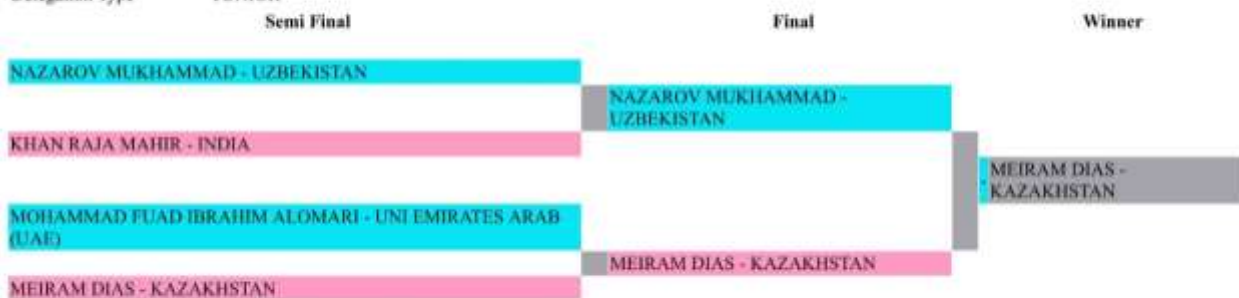 Semi Final
Final
Winner
NAZAROV MUKHAMMAD - UZBEKISTAN
NAZAROV MUKHAMMAD -
UZBEKISTAN
KHAN RAJA MAHIR - INDIA
MEIRAM DIAS -
KAZAKHSTAN
MOHAMMAD FUAD IBRAHIM ALOMARI - UNI EMIRATES ARAB
(UAE)
MEIRAM DIAS - KAZAKHSTAN
MEIRAM DIAS - KAZAKHSTAN